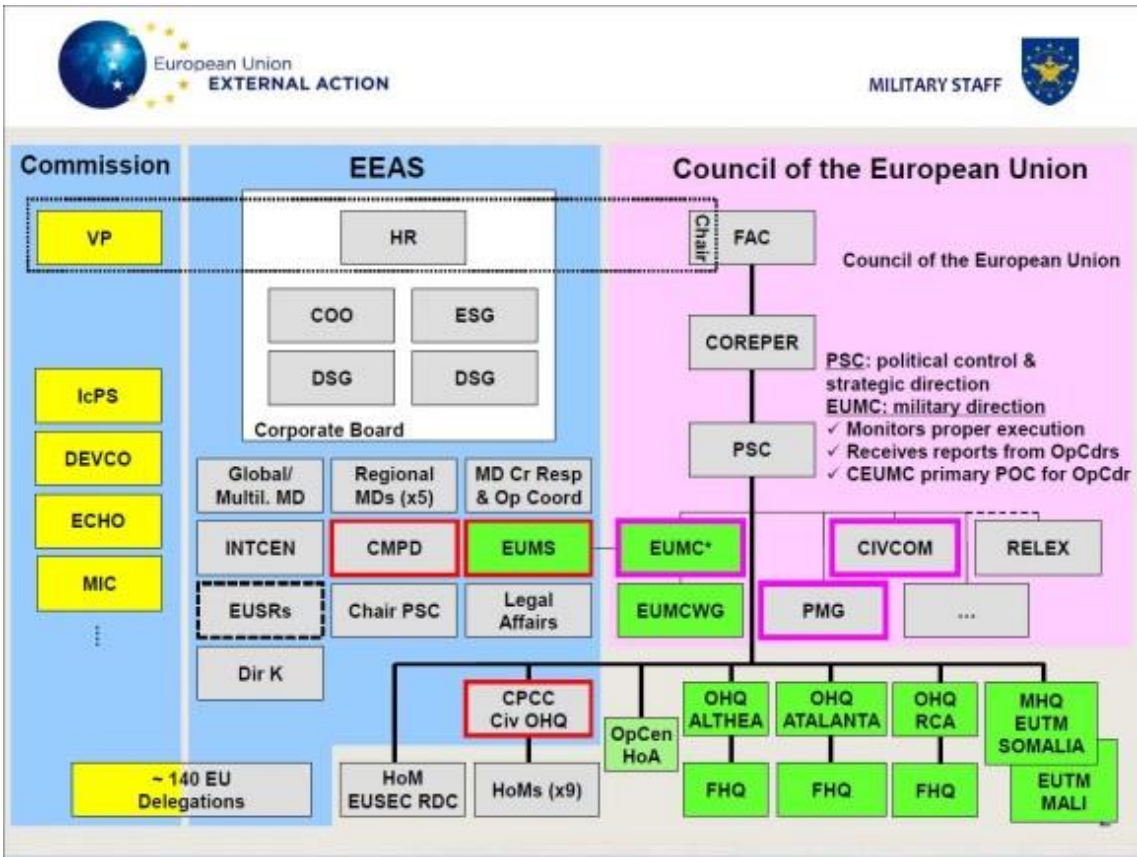 European Union
EXTERNAL ACTION
MILITARY STAFF
Commission
EEAS
Council of the European Union
VP
HR
Chair
FAC
Council of the European Union
COO
ESG
DSG
DSG
Corporate Board
COREPER
PSC: political control &
strategic direction
EUMC: military direction
✓ Monitors proper execution
✓ Receives reports from OpCdrs
✓ CEUMC primary POC for OpCdr
PSC
IcPS
DEVCO
ECHO
MIC
...
Global/
Multil. MD
Regional
MDs (x5)
MD Cr Resp
& Op Coord
INTCEN
CMPD
EUMS
EUMC*
CIVCOM
RELEX
EUSRs
Chair PSC
Legal
Affairs
EUMCWG
PMG
...
Dir K
CPCC
Civ OHQ
OpCen
HoA
OHQ
ALTHEA
OHQ
ATALANTA
OHQ
RCA
MHQ
EUTM
SOMALIA
~ 140 EU
Delegations
HoM
EUSEC RDC
HoMs (x9)
FHQ
FHQ
FHQ
EUTM
MALI